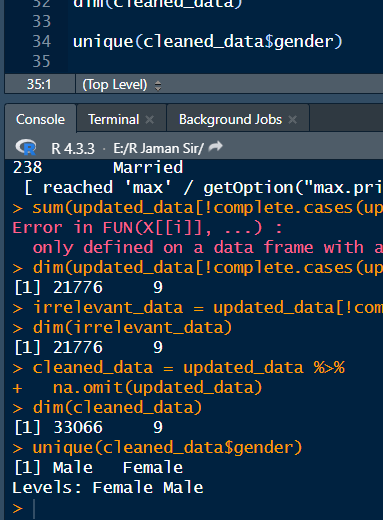 32 dim(cleaned_data)
33
34 unique(cleaned_data$gender)
35
35:1 (Top Level)
Console Terminal Background Jobs
R 4.3.3 · E:/R Jaman Sir/
238 Married
[ reached 'max' / getOption("max.pri
> sum(updated_data[!complete.cases(up
Error in FUN(X[[i]], ...) :
only defined on a data frame with a
> dim(updated_data[!complete.cases(up
[1] 21776 9
> irrelevant_data = updated_data[!com
> dim(irrelevant_data)
[1] 21776 9
> cleaned_data = updated_data %>%
+ na.omit(updated_data)
> dim(cleaned_data)
[1] 33066 9
> unique(cleaned_data$gender)
[1] Male Female
Levels: Female Male
>